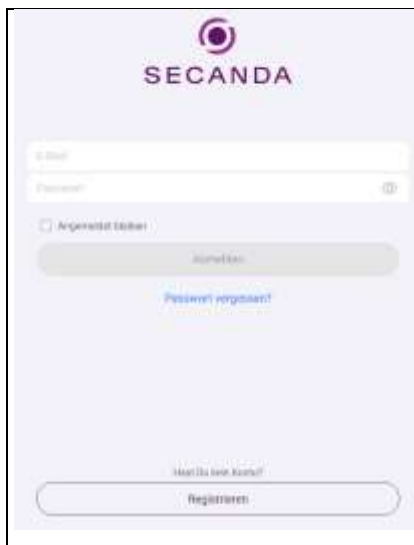 SECANDA
E-Mail
Passwort
Angemeldet bleiben
Anmelden
Passwort vergessen?
Hast Du kein Konto?
Registrieren